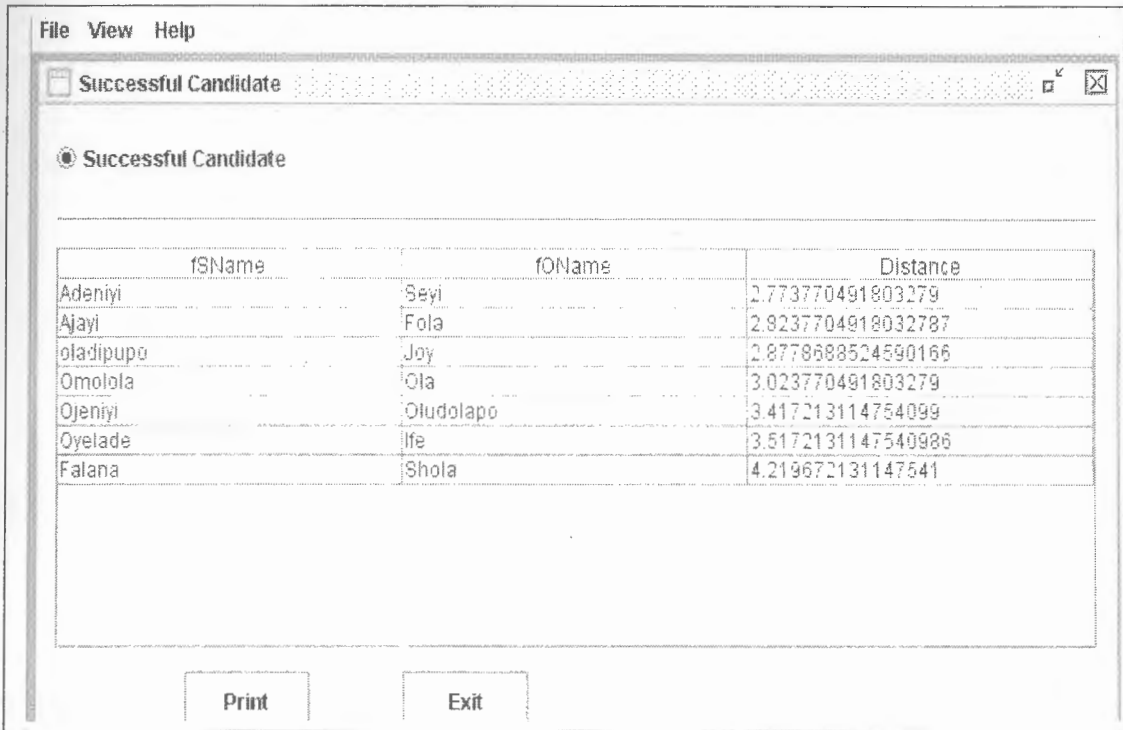 File View Help
Successful Candidate
Successful Candidate
fSName fOName Distance
Adeniyi Seyi 2.773770491803279
Ajayi Fola 2.8237704918032787
oladipupo Joy 2.8778688524590166
Omolola Ola 3.023770491803279
Ojeniyi Oludolapo 3.417213114754099
Oyelade Ife 3.5172131147540986
Falana Shola 4.219672131147541
Print Exit